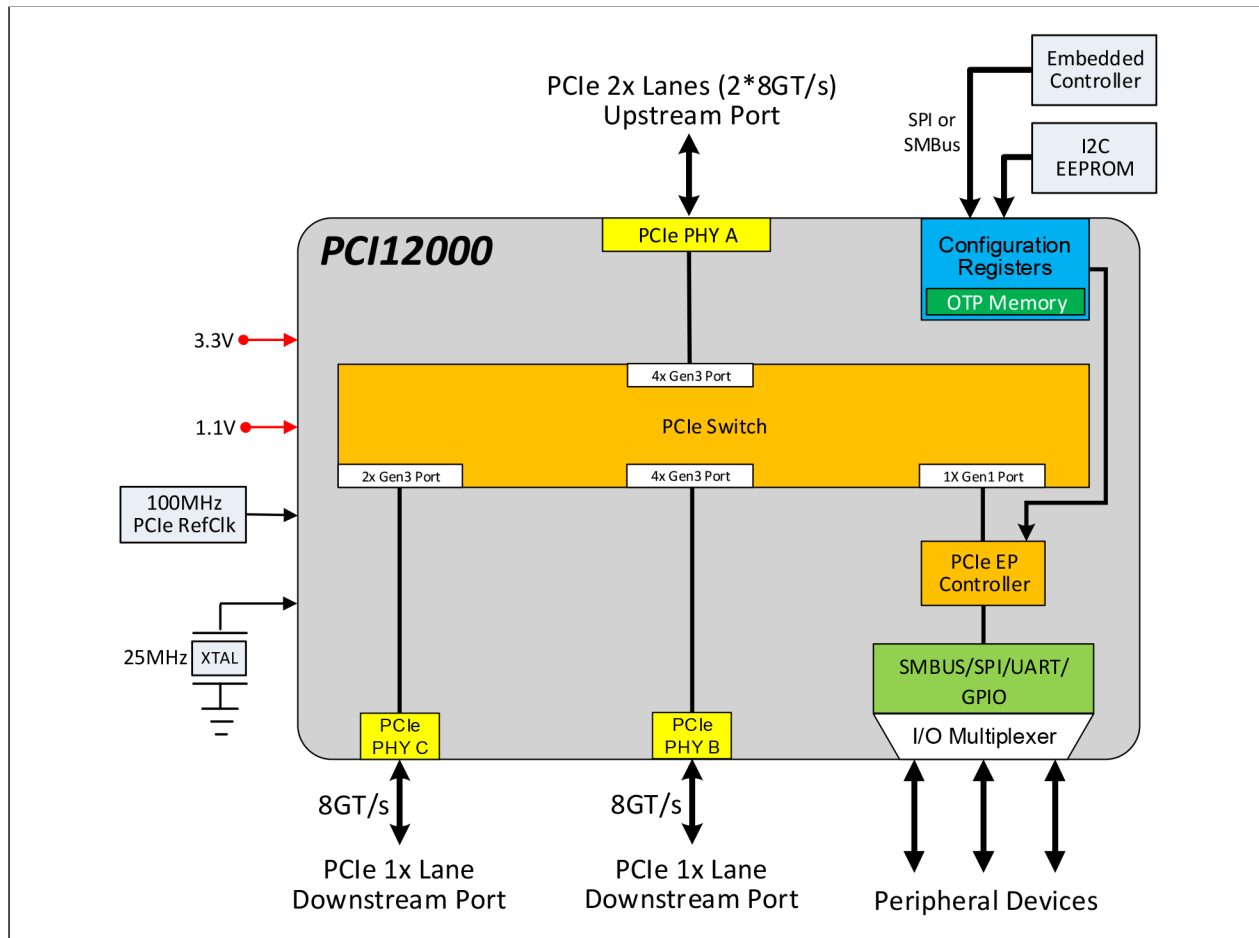 Embedded
Controller
PCIe 2x Lanes (2*8GT/s)
Upstream Port
SPI or
SMBus
I2C
EEPROM
PCI12000
PCIe PHY A
Configuration
Registers
OTP Memory
3.3V
4x Gen3 Port
1.1V
PCIe Switch
2x Gen3 Port
4x Gen3 Port
1X Gen1 Port
100MHz
PCIe RefClk
PCIe EP
Controller
25MHz
XTAL
SMBUS/SPI/UART/
GPIO
PCIe
PHY C
PCIe
PHY B
I/O Multiplexer
8GT/s
8GT/s
PCIe 1x Lane
Downstream Port
PCIe 1x Lane
Downstream Port
Peripheral Devices